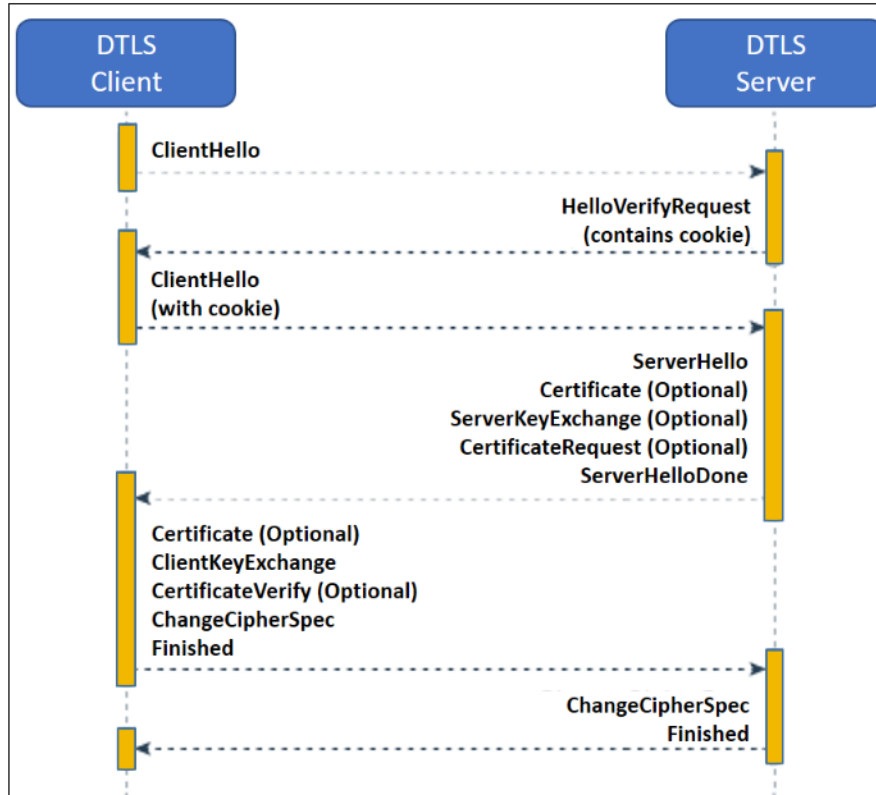 DTLS
Client
DTLS
Server
ClientHello
HelloVerifyRequest
(contains cookie)
ClientHello
(with cookie)
ServerHello
Certificate (Optional)
ServerKeyExchange (Optional)
CertificateRequest (Optional)
ServerHelloDone
Certificate (Optional)
ClientKeyExchange
CertificateVerify (Optional)
ChangeCipherSpec
Finished
ChangeCipherSpec
Finished